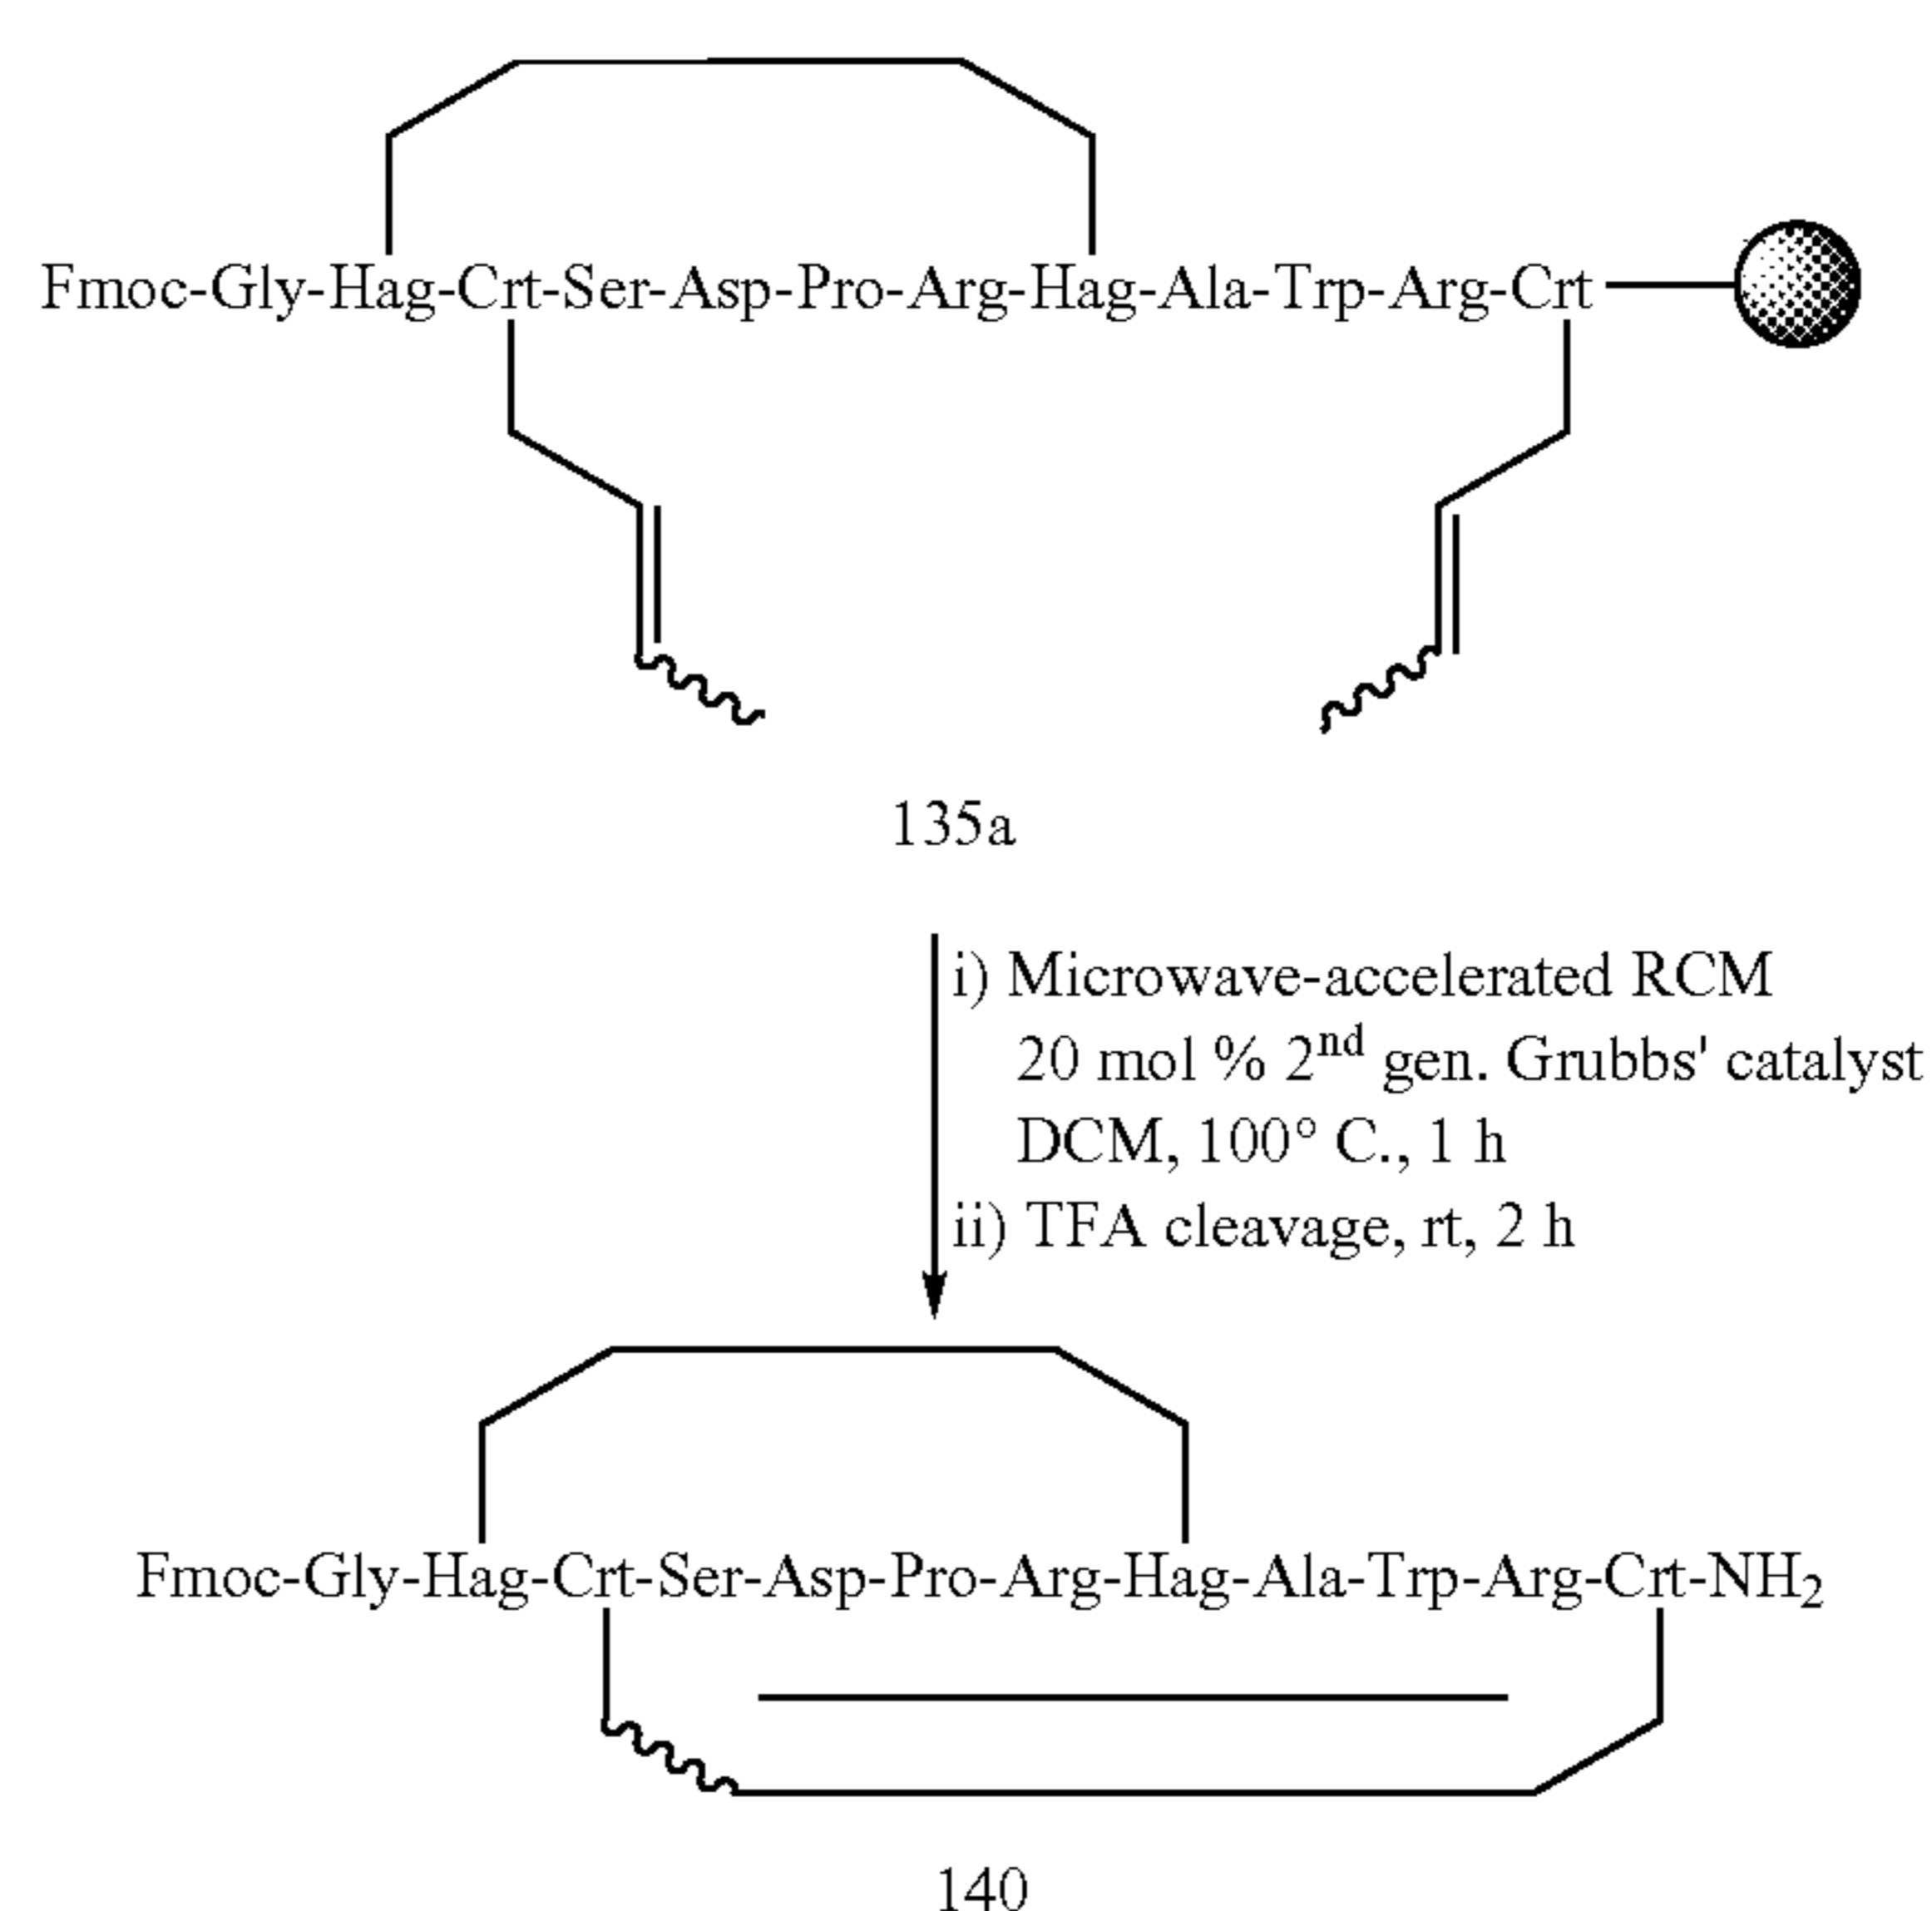 Fmoc-Gly-Hag-Crt-Ser-Asp-Pro-Arg-Hag-Ala-Trp-Arg-Crt
135a
i) Microwave-accelerated RCM
20 mol % 2nd gen. Grubbs' catalyst
DCM, 100° C., 1 h
ii) TFA cleavage, rt, 2 h
Fmoc-Gly-Hag-Crt-Ser-Asp-Pro-Arg-Hag-Ala-Trp-Arg-Crt-NH2
140